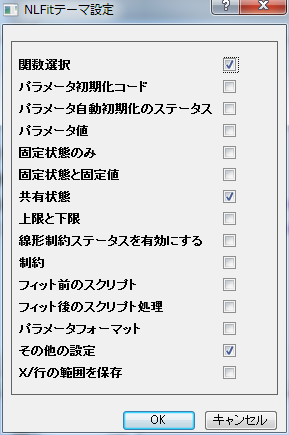 NLFitテーマ設定
関数選択
パラメータ初期化コード
パラメータ自動初期化のステータス
パラメータ値
固定状態のみ
固定状態と固定値
共有状態
上限と下限
線形制約ステータスを有効にする
制約
フィット前のスクリプト
フィット後のスクリプト処理
パラメータフォーマット
その他の設定
X/行の範囲を保存
OK
キャンセル